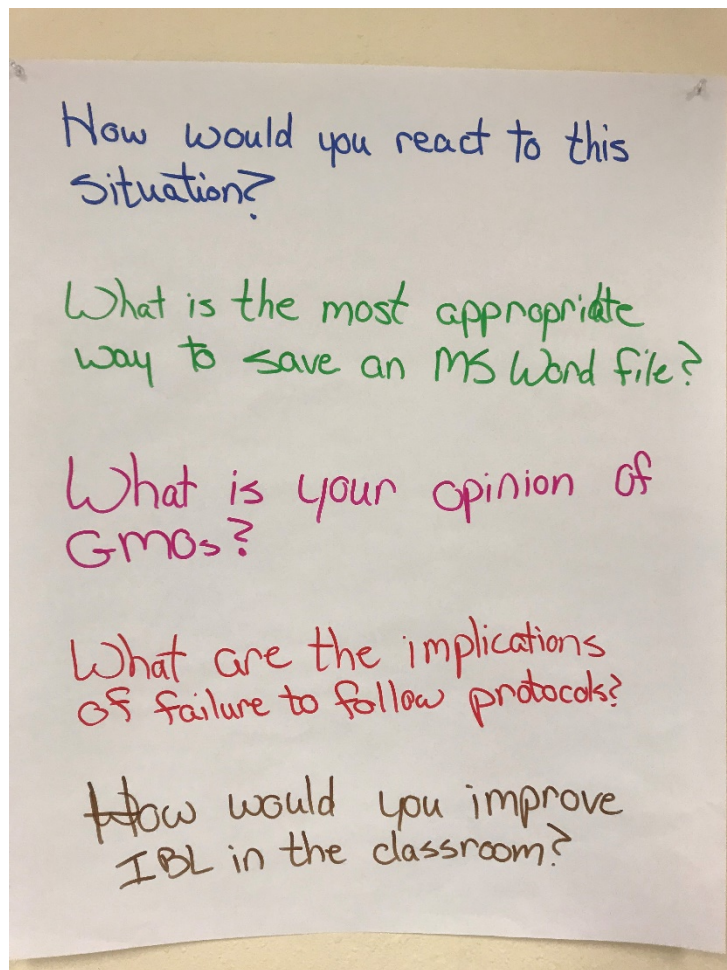 How would you react to this
situation?
What is the most appropriate
way to save an MS Word file?
What is your opinion of
GMOs?
What are the implications
of failure to follow protocols?
How would you improve
IBL in the classroom?